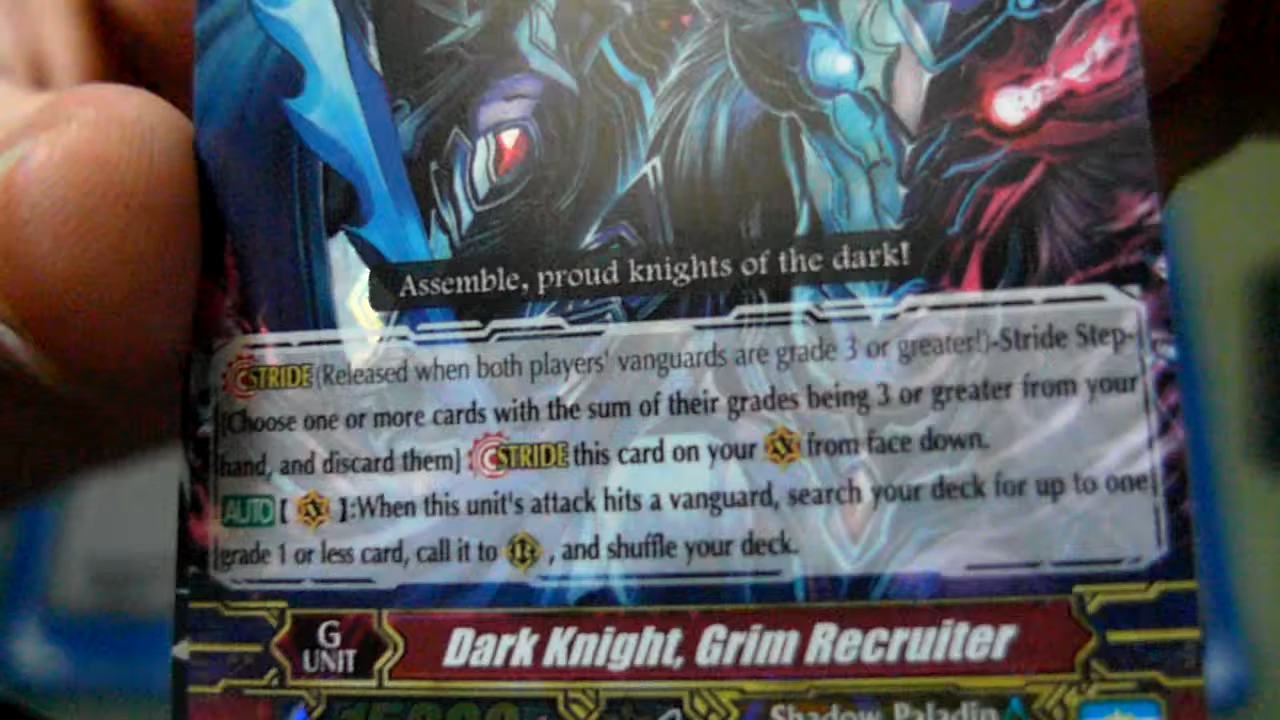 Assemble, proud knights of the dark!
STRIDE (Released when both players' vanguards are grade 3 or greater!)-Stride Step-
[Choose one or more cards with the sum of their grades being 3 or greater from your
hand, and discard them] STRIDE this card on your from face down.
AUTO [ ]:When this unit's attack hits a vanguard, search your deck for up to one
grade 1 or less card, call it to , and shuffle your deck.
G
UNIT
Dark Knight, Grim Recruiter
Shadow Paladin